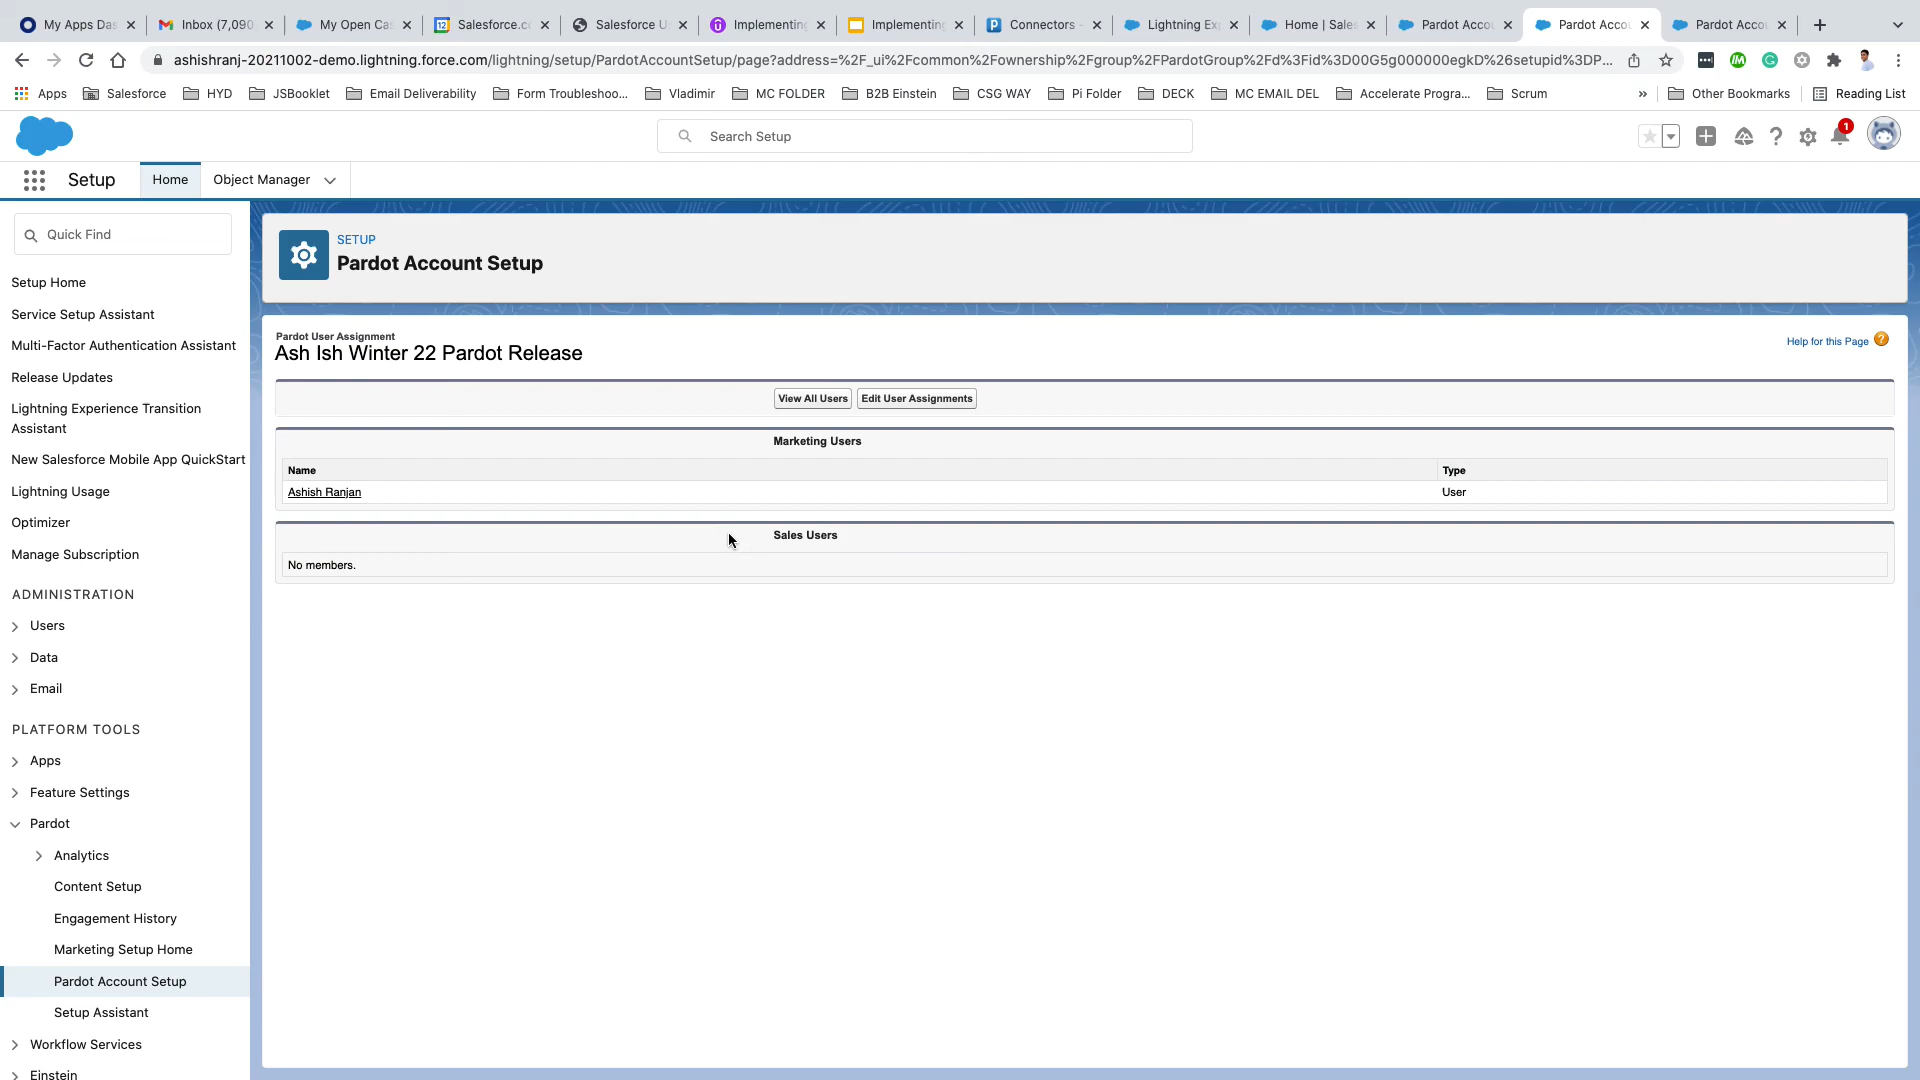 My Apps Das
Inbox (7,090
My Open Ca
12 Salesforce.c
Salesforce U
Implementin
Implementin
Connectors -
Lightning Ex
Home | Sales
Pardot Accou
Pardot Accou
Pardot Accou
ashishranj-20211002-demo.lightning.force.com/lightning/setup/PardotAccountSetup/page?address=%2F_ui%2Fcommon%2Fownership%2Fgroup%2FPardotGroup%2Fd%3Fid%3D00G5g000000egkD%26setupid%3DP...
Apps Salesforce HYD JSBooklet Email Deliverability Form Troubleshoo... Vladimir MC FOLDER B2B Einstein CSG WAY Pi Folder DECK MC EMAIL DEL Accelerate Progra... Scrum » Other Bookmarks Reading List
Search Setup
1
Setup Home Object Manager
Quick Find
Setup Home
Service Setup Assistant
Multi-Factor Authentication Assistant
Release Updates
Lightning Experience Transition
Assistant
New Salesforce Mobile App QuickStart
Lightning Usage
Optimizer
Manage Subscription
ADMINISTRATION
Users
Data
Email
PLATFORM TOOLS
Apps
Feature Settings
Pardot
Analytics
Content Setup
Engagement History
Marketing Setup Home
Pardot Account Setup
Setup Assistant
Workflow Services
Einstein
SETUP
Pardot Account Setup
Pardot User Assignment
Ash Ish Winter 22 Pardot Release
Help for this Page ?
View All Users Edit User Assignments
Marketing Users
Name Type
Ashish Ranjan User
Sales Users
No members.